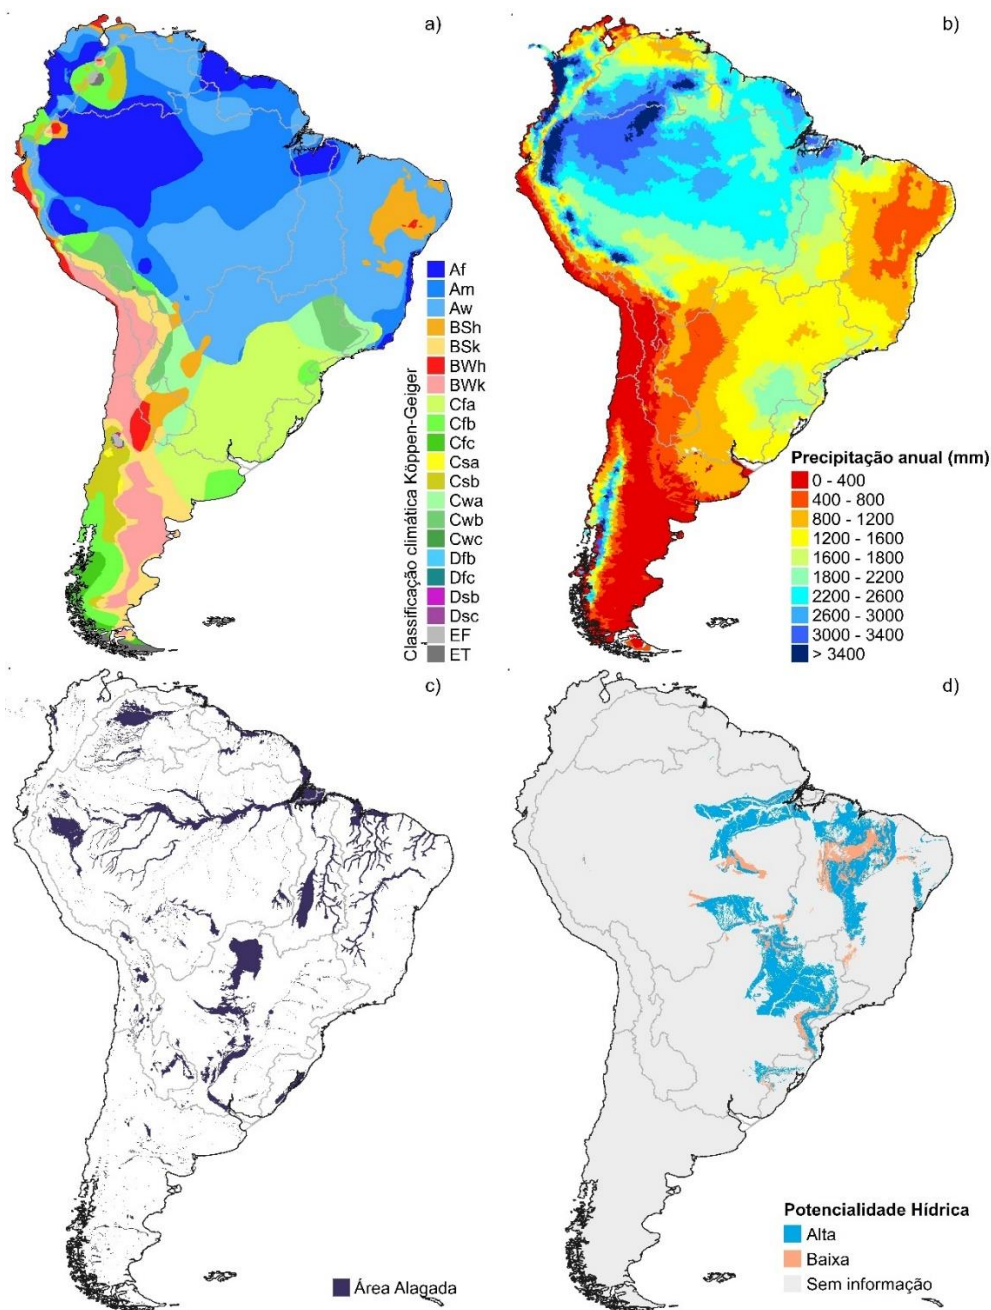 a)
Classificação climática Köppen-Geiger
Af
Am
Aw
BSh
BSk
BWh
BWk
Cfa
Cfb
Cfc
Csa
Csb
Cwa
Cwb
Cwc
Dfb
Dfc
Dsb
Dsc
EF
ET
b)
Precipitação anual (mm)
0 - 400
400 - 800
800 - 1200
1200 - 1600
1600 - 1800
1800 - 2200
2200 - 2600
2600 - 3000
3000 - 3400
> 3400
c)
Área Alagada
d)
Potencialidade Hídrica
Alta
Baixa
Sem informação